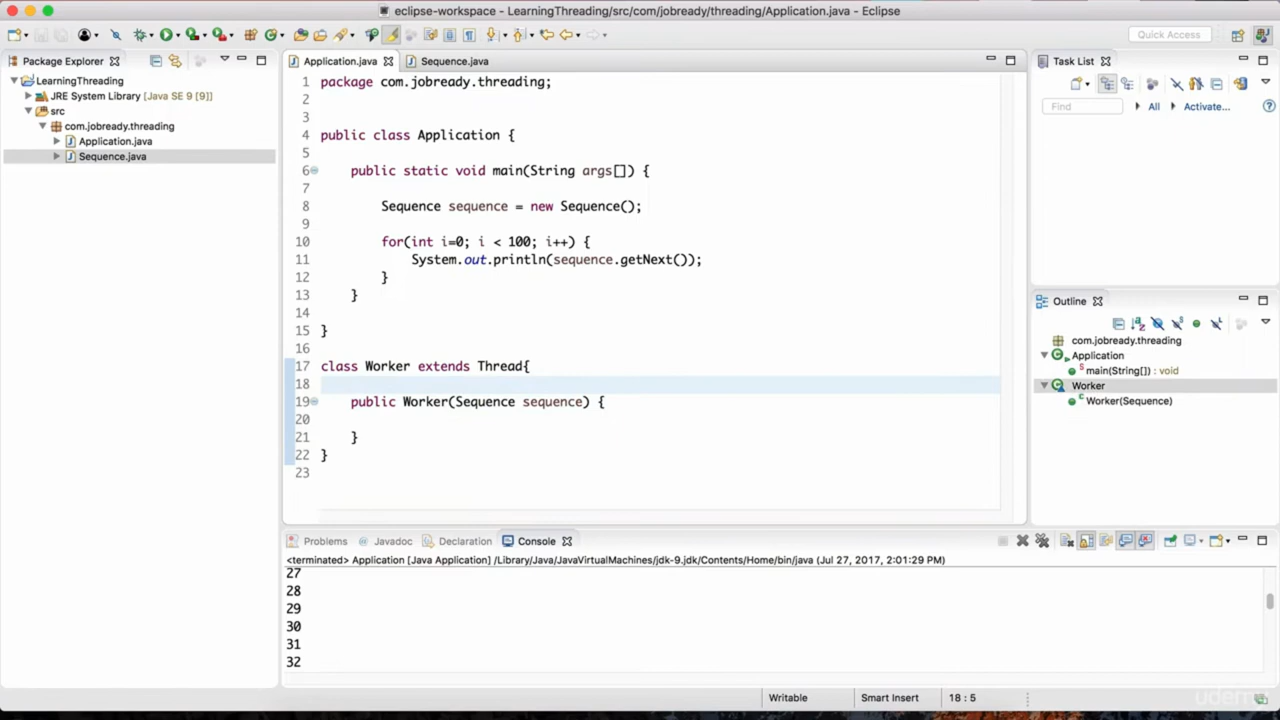 eclipse-workspace - LearningThreading/src/com/jobready/threading/Application.java - Eclipse
Quick Access
Package Explorer
LearningThreading
JRE System Library [Java SE 9 [9]]
src
com.jobready.threading
Application.java
Sequence.java
Application.java
Sequence.java
1 package com.jobready.threading;
2
3
4 public class Application {
5
6 public static void main(String args[]) {
7
8 Sequence sequence = new Sequence();
9
10 for(int i=0; i < 100; i++) {
11 System.out.println(sequence.getNext());
12 }
13 }
14
15 }
16
17 class Worker extends Thread{
18
19 public Worker(Sequence sequence) {
20
21 }
22 }
23
Task List
Find
All
Activate...
Outline
com.jobready.threading
Application
main(String[]) : void
Worker
Worker(Sequence)
Problems
Javadoc
Declaration
Console
<terminated> Application [Java Application] /Library/Java/JavaVirtualMachines/jdk-9.jdk/Contents/Home/bin/java (Jul 27, 2017, 2:01:29 PM)
27
28
29
30
31
32
Writable
Smart Insert
18 : 5
udemy